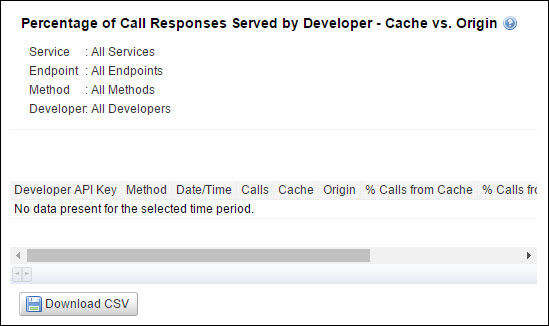 Percentage of Call Responses Served by Developer - Cache vs. Origin ?
Service : All Services
Endpoint : All Endpoints
Method : All Methods
Developer: All Developers
Developer API Key Method Date/Time Calls Cache Origin % Calls from Cache % Calls fro
No data present for the selected time period.
Download CSV